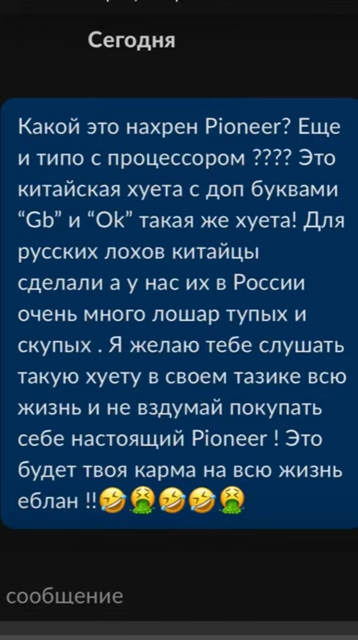 Сегодня
Какой это нахрен Pioneer? Еще
и типо с процессором ???? Это
китайская хуета с доп буквами
“Gb” и “Ok” такая же хуета! Для
русских лохов китайцы
сделали а у нас их в России
очень много лошар тупых и
скупых . Я желаю тебе слушать
такую хуету в своем тазике всю
жизнь и не вздумай покупать
себе настоящий Pioneer ! Это
будет твоя карма на всю жизнь
еблан !!🤣🤮🤣🤣🤮
сообщение